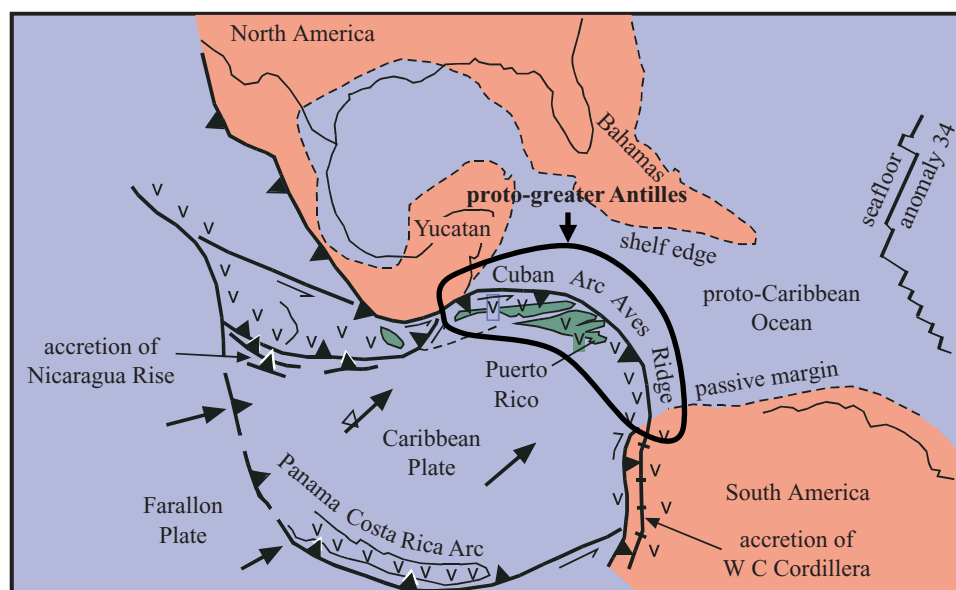 North America
Bahamas
proto-greater Antilles
seafloor
anomaly 34
Yucatan
shelf edge
Cuban Arc Aves Ridge
proto-Caribbean
Ocean
accretion of
Nicaragua Rise
Puerto
Rico
passive margin
Caribbean
Plate
Farallon
Plate
Panama Costa Rica Arc
South America
accretion of
W C Cordillera